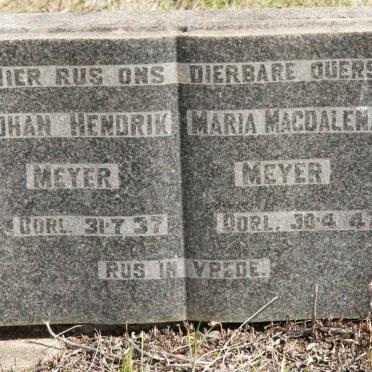 HIER RUS ONS DIERBARE OUERS
JOHAN HENDRIK MARIA MAGDALENA
MEYER MEYER
OORL. 31-7-37 OORL. 30-4-4
RUS IN VREDE.